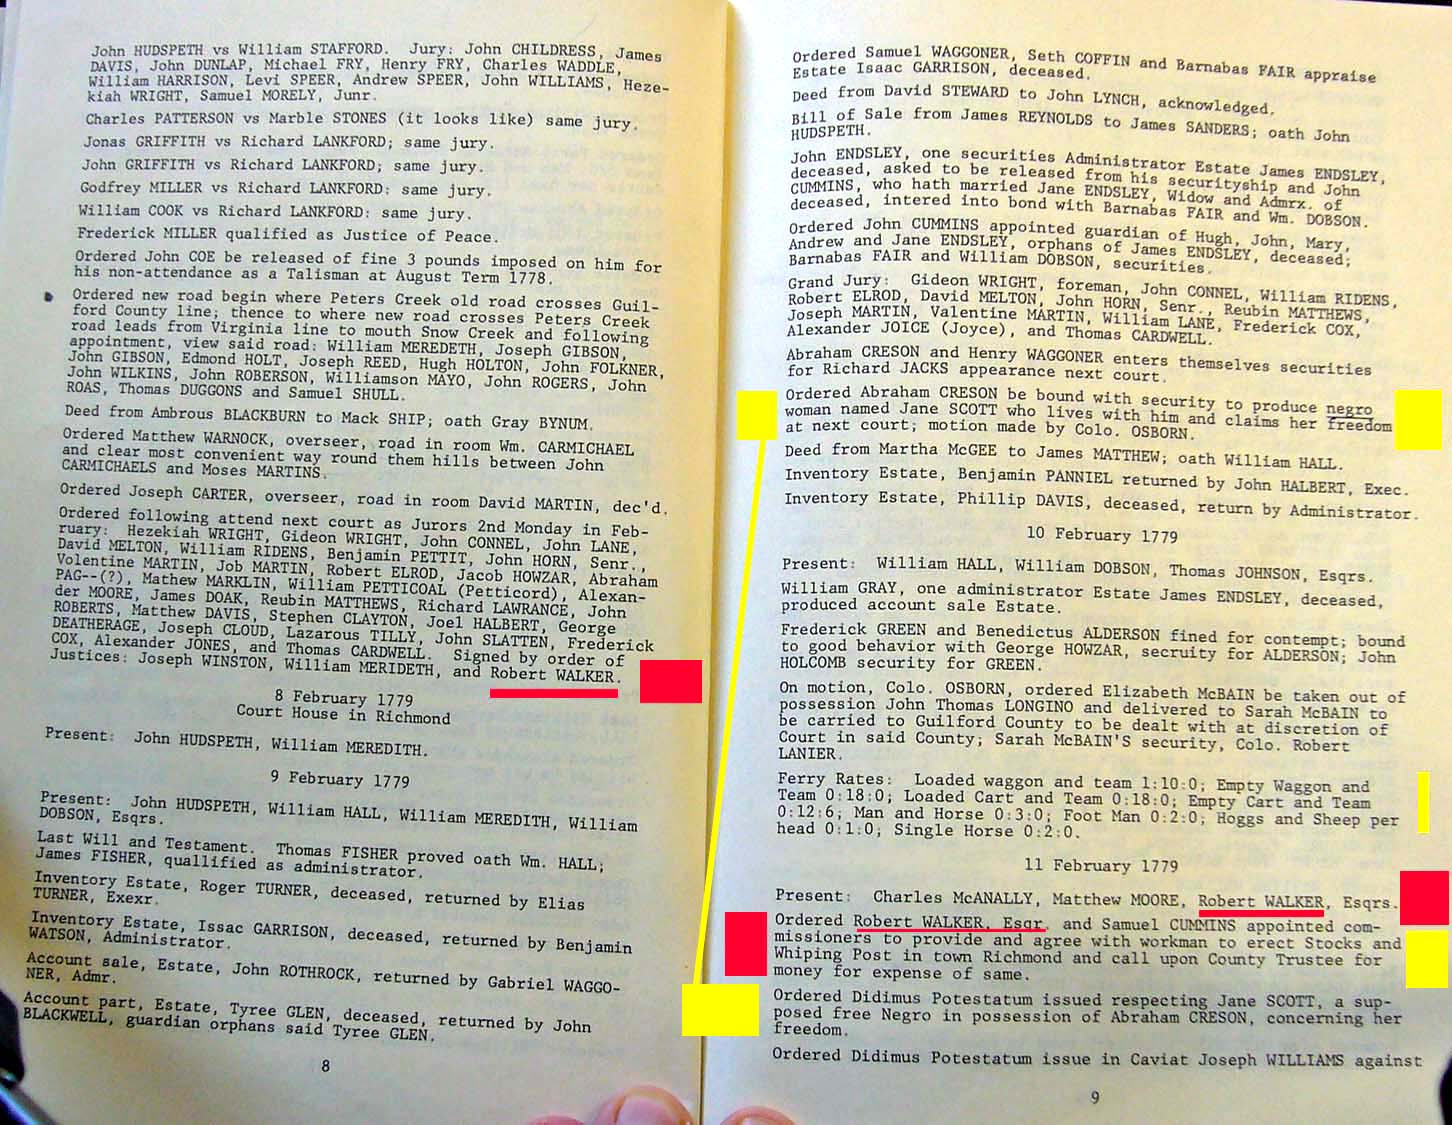 John HUDSPETH vs William STAFFORD.  Jury: John CHILDRESS, James
DAVIS, John DUNLAP, Michael FRY, Henry FRY, Charles WADDLE,
William HARRISON, Levi SPEER, Andrew SPEER, John WILLIAMS, Heze-
kiah WRIGHT, Samuel MORELY, Junr.
Charles PATTERSON vs Marble STONES (it looks like) same jury.
Jonas GRIFFITH vs Richard LANKFORD; same jury.
John GRIFFITH vs Richard LANKFORD; same jury.
Godfrey MILLER vs Richard LANKFORD: same jury.
William COOK vs Richard LANKFORD: same jury.
Frederick MILLER qualified as Justice of Peace.
Ordered John COE be released of fine 3 pounds imposed on him for
his non-attendance as a Talisman at August Term 1778.
Ordered new road begin where Peters Creek old road crosses Guil-
ford County line; thence to where new road crosses Peters Creek
road leads from Virginia line to mouth Snow Creek and following
appointment, view said road: William MEREDETH, Joseph GIBSON,
John GIBSON, Edmond HOLT, Joseph REED, Hugh HOLTON, John FOLKNER,
John WILKINS, John ROBERSON, Williamson MAYO, John ROGERS, John
ROAS, Thomas DUGGONS and Samuel SHULL.
Deed from Ambrous BLACKBURN to Mack SHIP; oath Gray BYNUM.
Ordered Matthew WARNOCK, overseer, road in room Wm. CARMICHAEL
and clear most convenient way round them hills between John
CARMICHAELS and Moses MARTINS.
Ordered Joseph CARTER, overseer, road in room David MARTIN, dec'd.
Ordered following attend next court as Jurors 2nd Monday in Feb-
ruary: Hezekiah WRIGHT, Gideon WRIGHT, John CONNEL, John LANE,
David MELTON, William RIDENS, Benjamin PETTIT, John HORN, Senr.,
Volentine MARTIN, Job MARTIN, Robert ELROD, Jacob HOWZAR, Abraham
PAG--(?), Mathew MARKLIN, William PETTICOAL (Petticord), Alexan-
der MOORE, James DOAK, Reubin MATTHEWS, Richard LAWRANCE, John
ROBERTS, Matthew DAVIS, Stephen CLAYTON, Joel HALBERT, George
DEATHERAGE, Joseph CLOUD, Lazarous TILLY, John SLATTEN, Frederick
COX, Alexander JONES, and Thomas CARDWELL.  Signed by order of
Justices: Joseph WINSTON, William MERIDETH, and Robert WALKER.
8 February 1779
Court House in Richmond
Present:  John HUDSPETH, William MEREDITH.
9 February 1779
Present:  John HUDSPETH, William HALL, William MEREDITH, William
DOBSON, Esqrs.
Last Will and Testament.  Thomas FISHER proved oath Wm. HALL;
James FISHER, quallified as administrator.
Inventory Estate, Roger TURNER, deceased, returned by Elias
TURNER, Exexr.
Inventory Estate, Issac GARRISON, deceased, returned by Benjamin
WATSON, Administrator.
Account sale, Estate, John ROTHROCK, returned by Gabriel WAGGO-
NER, Admr.
Account part, Estate, Tyree GLEN, deceased, returned by John
BLACKWELL, guardian orphans said Tyree GLEN.
8
Ordered Samuel WAGGONER, Seth COFFIN and Barnabas FAIR appraise
Estate Isaac GARRISON, deceased.
Deed from David STEWARD to John LYNCH, acknowledged.
Bill of Sale from James REYNOLDS to James SANDERS; oath John
HUDSPETH.
John ENDSLEY, one securities Administrator Estate James ENDSLEY,
deceased, asked to be released from his securityship and John
CUMMINS, who hath married Jane ENDSLEY, Widow and Admrx. of
deceased, intered into bond with Barnabas FAIR and Wm. DOBSON.
Ordered John CUMMINS appointed guardian of Hugh, John, Mary,
Andrew and Jane ENDSLEY, orphans of James ENDSLEY, deceased;
Barnabas FAIR and William DOBSON, securities.
Grand Jury:  Gideon WRIGHT, foreman, John CONNEL, William RIDENS,
Robert ELROD, David MELTON, John HORN, Senr., Reubin MATTHEWS,
Joseph MARTIN, Valentine MARTIN, William LANE, Frederick COX,
Alexander JOICE (Joyce), and Thomas CARDWELL.
Abraham CRESON and Henry WAGGONER enters themselves securities
for Richard JACKS appearance next court.
Ordered Abraham CRESON be bound with security to produce negro
woman named Jane SCOTT who lives with him and claims her freedom
at next court; motion made by Colo. OSBORN.
Deed from Martha McGEE to James MATTHEW; oath William HALL.
Inventory Estate, Benjamin PANNIEL returned by John HALBERT, Exec.
Inventory Estate, Phillip DAVIS, deceased, return by Administrator.
10 February 1779
Present:  William HALL, William DOBSON, Thomas JOHNSON, Esqrs.
William GRAY, one administrator Estate James ENDSLEY, deceased,
produced account sale Estate.
Frederick GREEN and Benedictus ALDERSON fined for contempt; bound
to good behavior with George HOWZAR, secruity for ALDERSON; John
HOLCOMB security for GREEN.
On motion, Colo. OSBORN, ordered Elizabeth McBAIN be taken out of
possession John Thomas LONGINO and delivered to Sarah McBAIN to
be carried to Guilford County to be dealt with at discretion of
Court in said County; Sarah McBAIN'S security, Colo. Robert
LANIER.
Ferry Rates:  Loaded waggon and team 1:10:0; Empty Waggon and
Team 0:18:0; Loaded Cart and Team 0:18:0; Empty Cart and Team
0:12:6; Man and Horse 0:3:0; Foot Man 0:2:0; Hoggs and Sheep per
head 0:1:0; Single Horse 0:2:0.
11 February 1779
Present:  Charles McANALLY, Matthew MOORE, Robert WALKER, Esqrs.
Ordered Robert WALKER, Esqr. and Samuel CUMMINS appointed com-
missioners to provide and agree with workman to erect Stocks and
Whiping Post in town Richmond and call upon County Trustee for
money for expense of same.
Ordered Didimus Potestatum issued respecting Jane SCOTT, a sup-
posed free Negro in possession of Abraham CRESON, concerning her
freedom.
Ordered Didimus Potestatum issue in Caviat Joseph WILLIAMS against
9